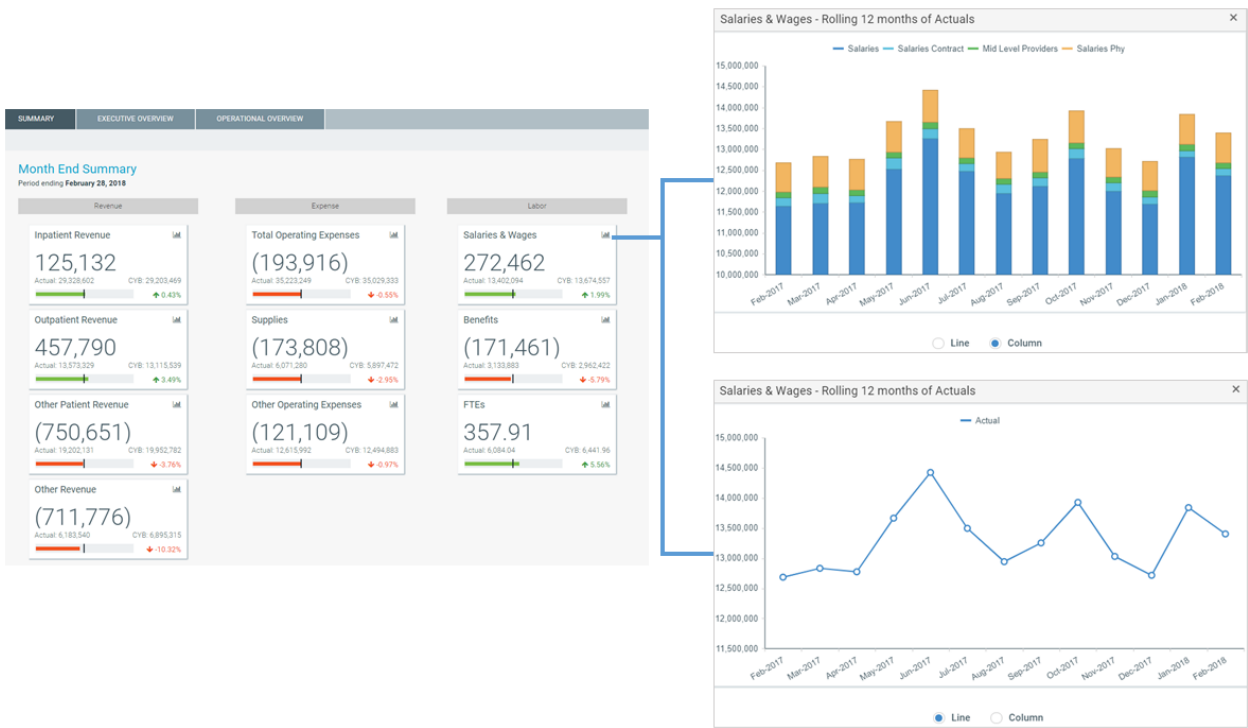 SUMMARY EXECUTIVE OVERVIEW OPERATIONAL OVERVIEW
Month End Summary
Period ending February 28, 2018
Revenue
Inpatient Revenue
125,132
Actual: 29,328,602 CYB: 29,203,469
0.43%
Outpatient Revenue
457,790
Actual: 13,573,329 CYB: 13,115,539
3.49%
Other Patient Revenue
(750,651)
Actual: 19,202,131 CYB: 19,952,782
-3.76%
Other Revenue
(711,776)
Actual: 6,183,540 CYB: 6,895,315
-10.32%
Expense
Total Operating Expenses
(193,916)
Actual: 35,223,249 CYB: 35,029,333
-0.55%
Supplies
(173,808)
Actual: 6,071,280 CYB: 5,897,472
-2.95%
Other Operating Expenses
(121,109)
Actual: 12,615,992 CYB: 12,494,883
-0.97%
Labor
Salaries & Wages
272,462
Actual: 13,402,094 CYB: 13,674,557
1.99%
Benefits
(171,461)
Actual: 3,133,883 CYB: 2,962,422
-5.79%
FTEs
357.91
Actual: 6,084.04 CYB: 6,441.96
5.56%
Salaries & Wages - Rolling 12 months of Actuals ×
Salaries Salaries Contract Mid Level Providers Salaries Phy
15,000,000
14,500,000
14,000,000
13,500,000
13,000,000
12,500,000
12,000,000
11,500,000
11,000,000
10,500,000
10,000,000
Feb-2017 Mar-2017 Apr-2017 May-2017 Jun-2017 Jul-2017 Aug-2017 Sep-2017 Oct-2017 Nov-2017 Dec-2017 Jan-2018 Feb-2018
Line Column
Salaries & Wages - Rolling 12 months of Actuals ×
Actual
15,000,000
14,500,000
14,000,000
13,500,000
13,000,000
12,500,000
12,000,000
11,500,000
Feb-2017 Mar-2017 Apr-2017 May-2017 Jun-2017 Jul-2017 Aug-2017 Sep-2017 Oct-2017 Nov-2017 Dec-2017 Jan-2018 Feb-2018
Line Column